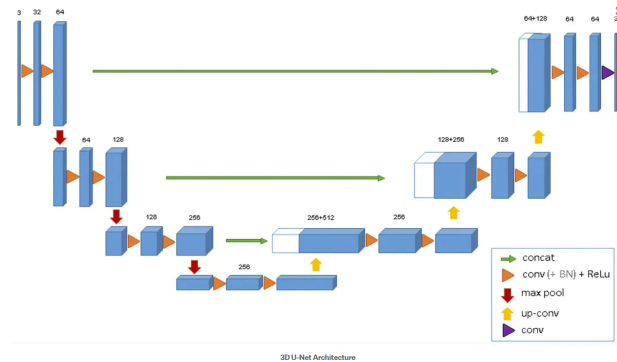 3 32 64
64+128 64 64
64 128
128+256 128
128 256
256+512 256
256
concat
conv (+ BN) + ReLu
max pool
up-conv
conv
3D U-Net Architecture